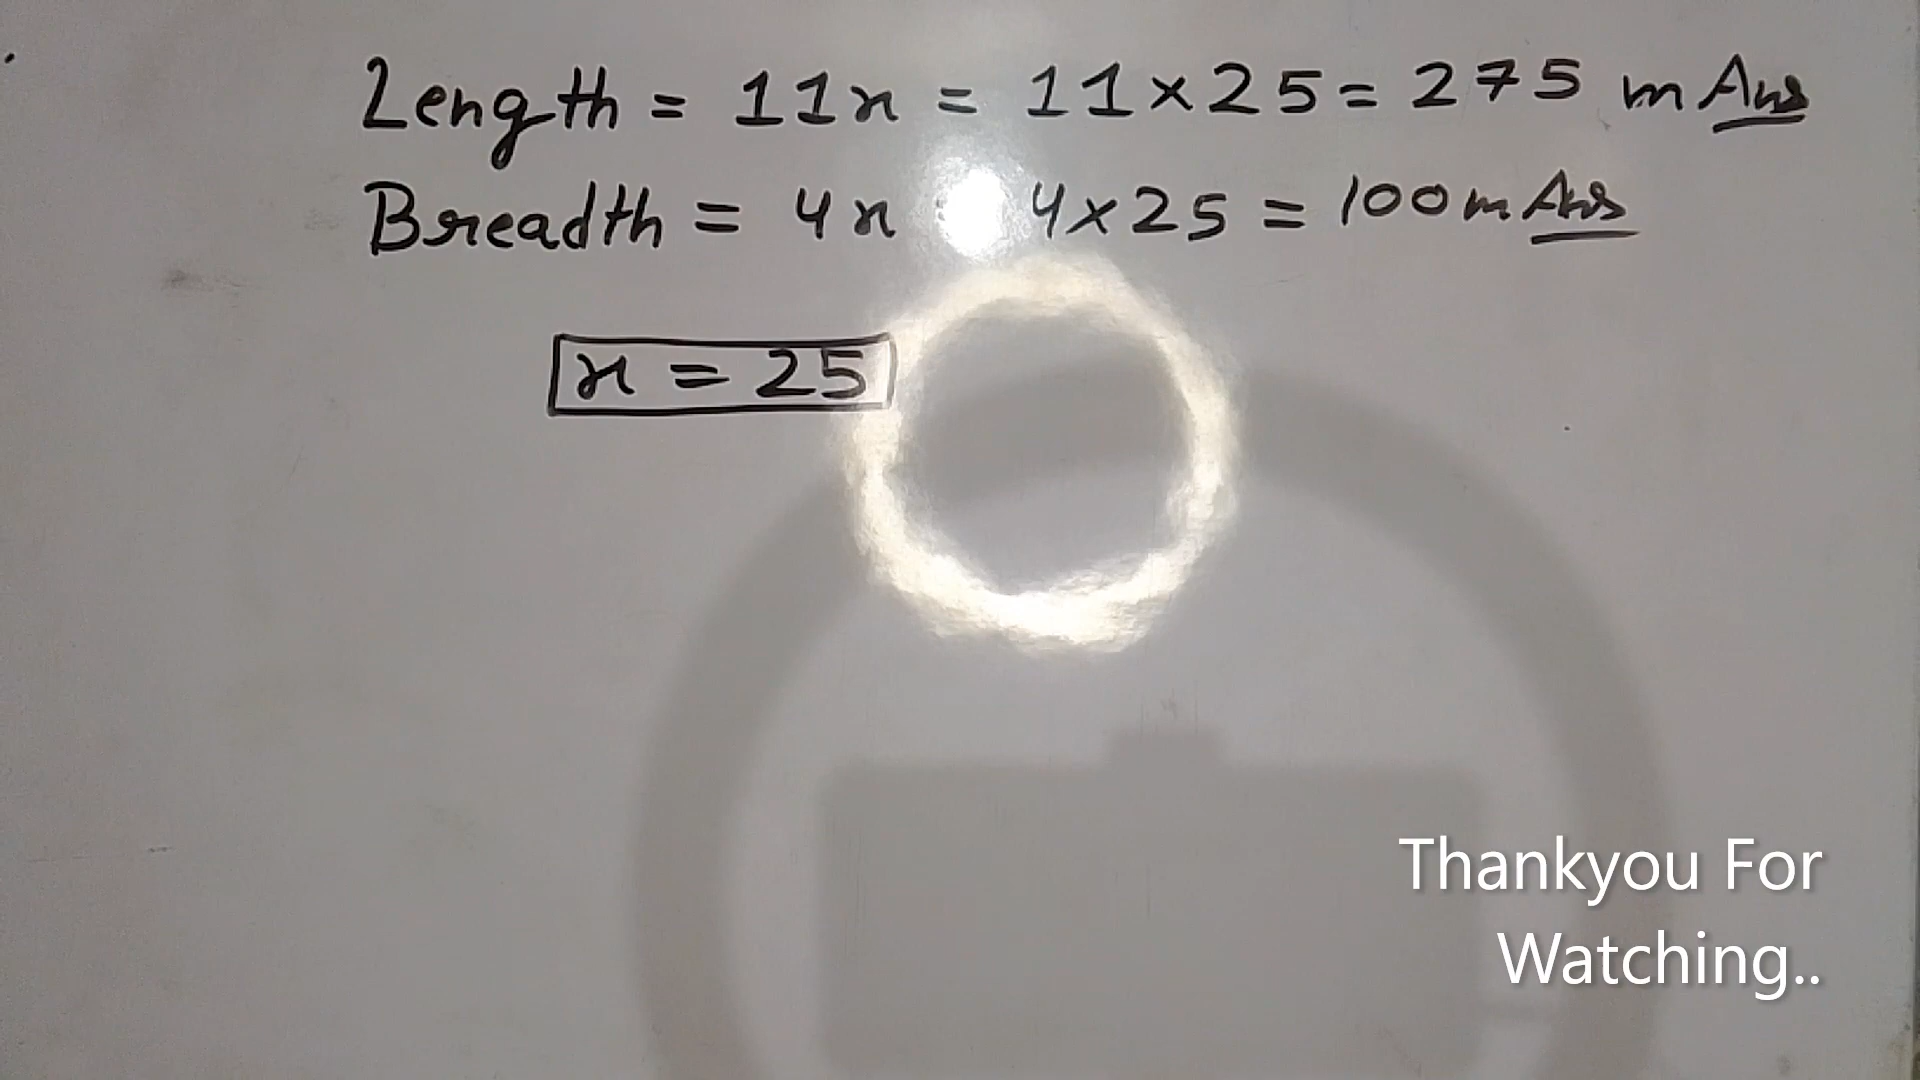 Length = 11x = 11×25 = 275 m Ans
Breadth = 4x 4×25 = 100m Ans
x = 25
Thankyou For
Watching..